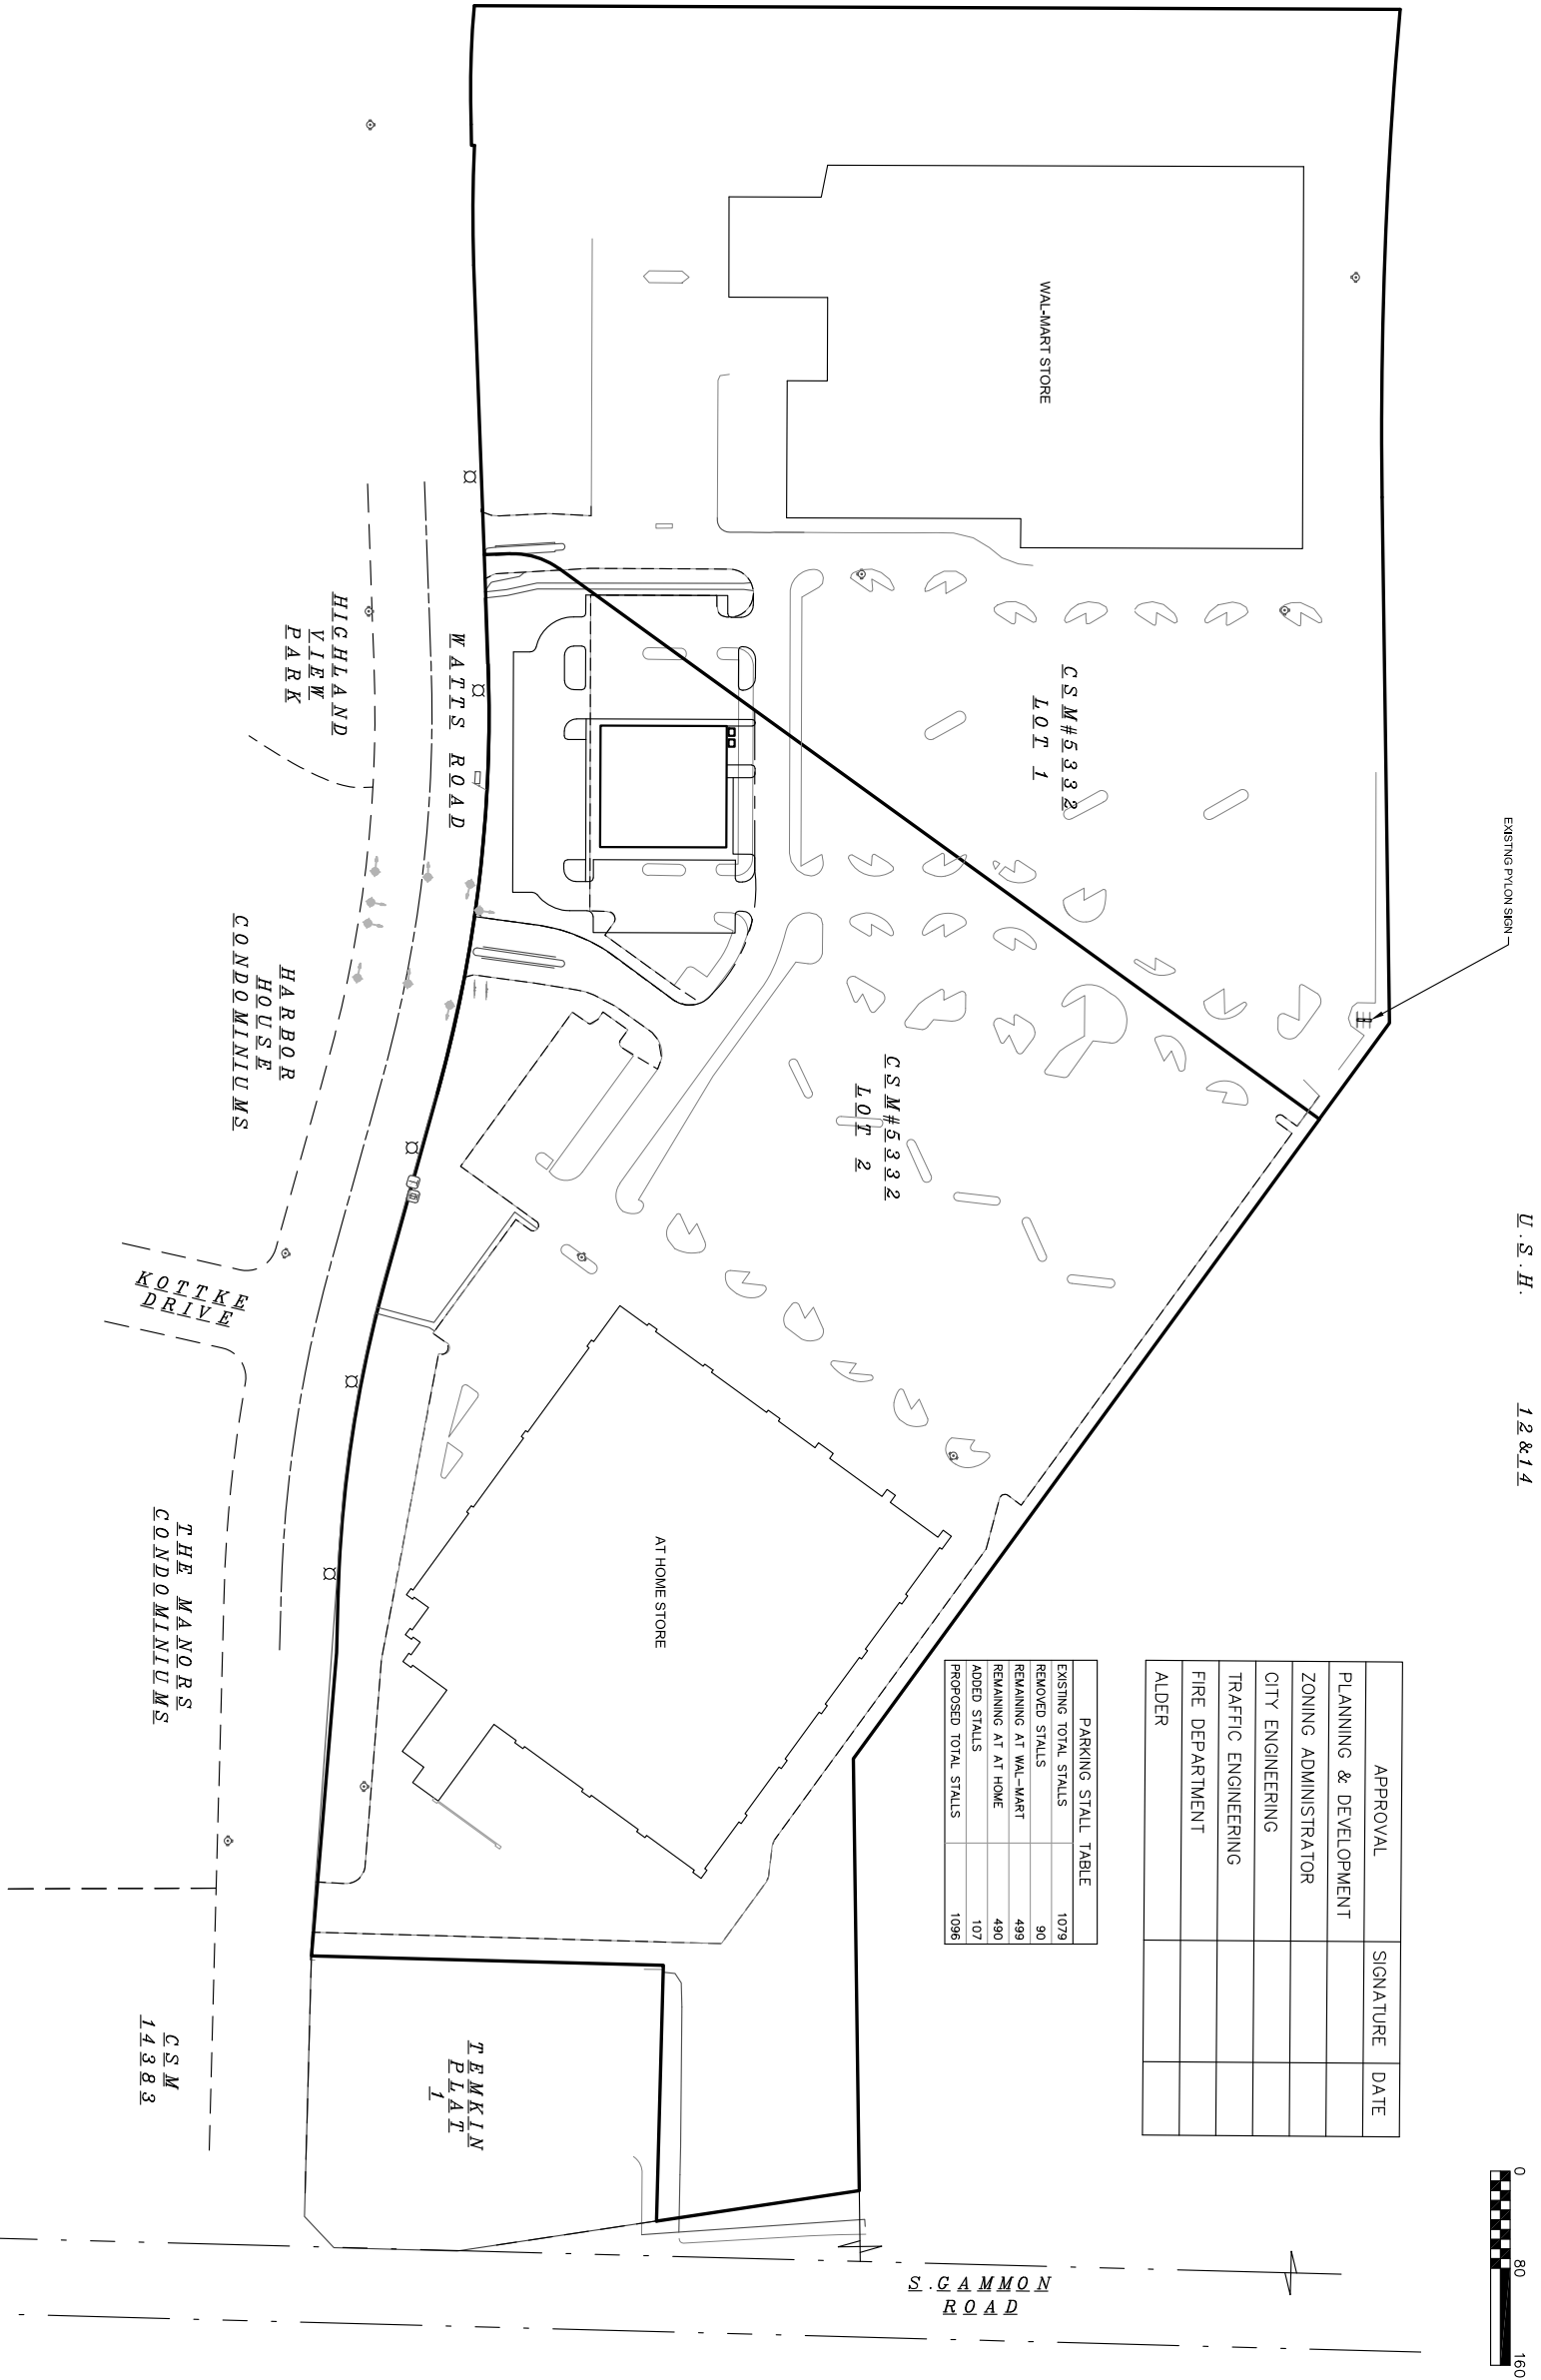 U.S.H. 12&14
EXISTNG PYLON SIGN
0 80 160
APPROVAL SIGNATURE DATE
PLANNING & DEVELOPMENT
ZONING ADMINISTRATOR
CITY ENGINEERING
TRAFFIC ENGINEERING
FIRE DEPARTMENT
ALDER
PARKING STALL TABLE
EXISTING TOTAL STALLS 1079
REMOVED STALLS 90
REMAINING AT WAL-MART 499
REMAINING AT AT HOME 490
ADDED STALLS 107
PROPOSED TOTAL STALLS 1096
WAL-MART STORE
CSM#5332
LOT 1
CSM#5332
LOT 2
AT HOME STORE
S.GAMMON
ROAD
WATTS ROAD
TEMKIN
PLAT
1
HIGHLAND
VIEW
PARK
HARBOR
HOUSE
CONDOMINIUMS
KOTTKE
DRIVE
THE MANORS
CONDOMINIUMS
CSM
14383